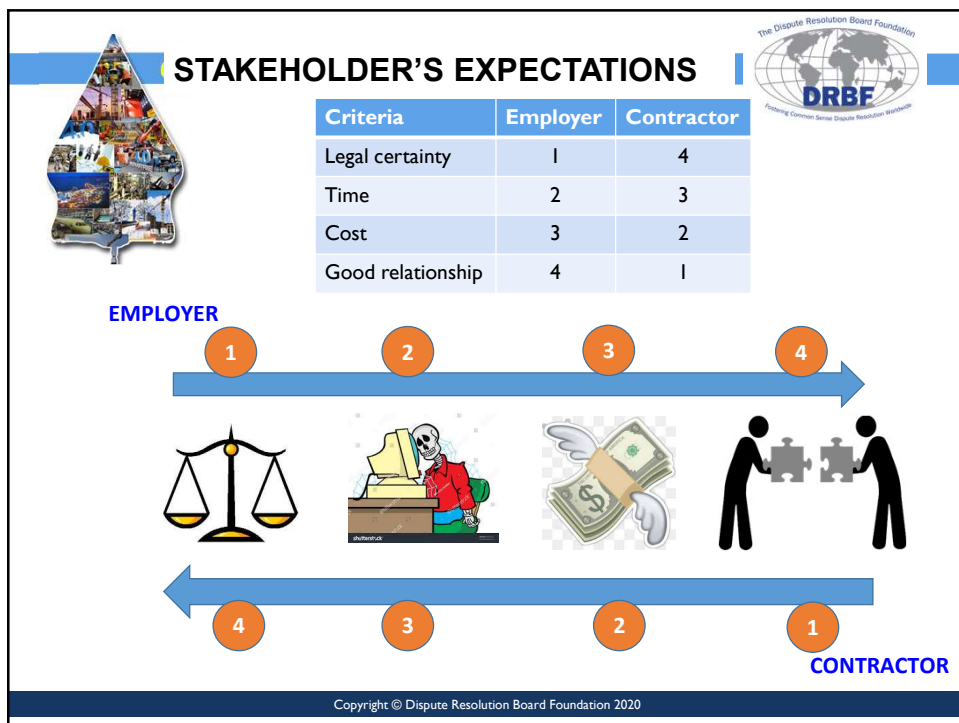 STAKEHOLDER'S EXPECTATIONS
The Dispute Resolution Board Foundation
DRBF
Fostering Common Sense Dispute Resolution Worldwide
Criteria Employer Contractor
Legal certainty 1 4
Time 2 3
Cost 3 2
Good relationship 4 1
EMPLOYER
1 2 3 4
shutterstock
4 3 2 1
CONTRACTOR
Copyright © Dispute Resolution Board Foundation 2020